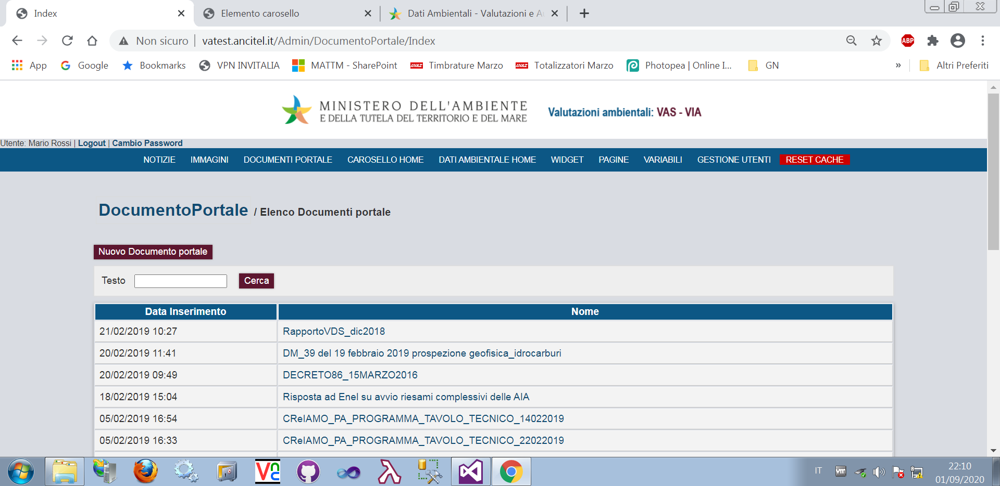 Index
Elemento carosello
Dati Ambientali - Valutazioni e A
Non sicuro | vatest.ancitel.it/Admin/DocumentoPortale/Index
ABP
App
Google
Bookmarks
VPN INVITALIA
MATTM - SharePoint
Timbrature Marzo
Totalizzatori Marzo
Photopea | Online I...
GN
»
Altri Preferiti
MINISTERO DELL'AMBIENTE
E DELLA TUTELA DEL TERRITORIO E DEL MARE
Valutazioni ambientali: VAS - VIA
Utente: Mario Rossi | Logout | Cambio Password
NOTIZIE IMMAGINI DOCUMENTI PORTALE CAROSELLO HOME DATI AMBIENTALE HOME WIDGET PAGINE VARIABILI GESTIONE UTENTI RESET CACHE
DocumentoPortale / Elenco Documenti portale
Nuovo Documento portale
Testo Cerca
Data Inserimento Nome
21/02/2019 10:27 RapportoVDS_dic2018
20/02/2019 11:41 DM_39 del 19 febbraio 2019 prospezione geofisica_idrocarburi
20/02/2019 09:49 DECRETO86_15MARZO2016
18/02/2019 15:04 Risposta ad Enel su avvio riesami complessivi delle AIA
05/02/2019 16:54 CReIAMO_PA_PROGRAMMA_TAVOLO_TECNICO_14022019
05/02/2019 16:33 CReIAMO_PA_PROGRAMMA_TAVOLO_TECNICO_22022019
IT
vm
22:10
01/09/2020